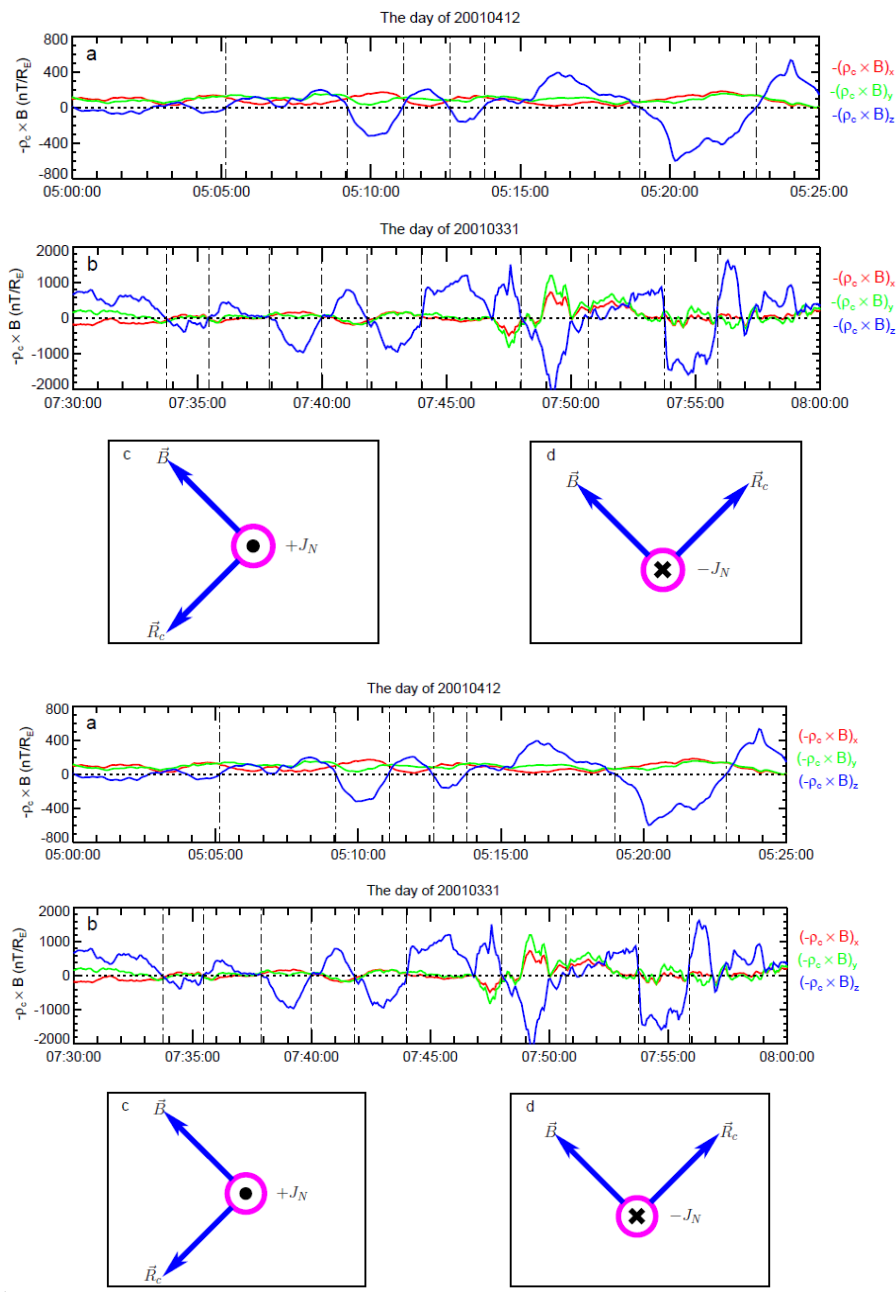 The day of 20010412
a
-ρc × B (nT/RE)
800
400
0
-400
-800
-(ρc × B)x
-(ρc × B)y
-(ρc × B)z
05:00:00 05:05:00 05:10:00 05:15:00 05:20:00 05:25:00
The day of 20010331
b
-ρc × B (nT/RE)
2000
1000
0
-1000
-2000
-(ρc × B)x
-(ρc × B)y
-(ρc × B)z
07:30:00 07:35:00 07:40:00 07:45:00 07:50:00 07:55:00 08:00:00
c
B⃗
+JN
R⃗c
d
B⃗ R⃗c
−JN
The day of 20010412
a
-ρc × B (nT/RE)
800
400
0
-400
-800
(-ρc × B)x
(-ρc × B)y
(-ρc × B)z
05:00:00 05:05:00 05:10:00 05:15:00 05:20:00 05:25:00
The day of 20010331
b
-ρc × B (nT/RE)
2000
1000
0
-1000
-2000
(-ρc × B)x
(-ρc × B)y
(-ρc × B)z
07:30:00 07:35:00 07:40:00 07:45:00 07:50:00 07:55:00 08:00:00
c
B⃗
+JN
R⃗c
d
B⃗ R⃗c
−JN